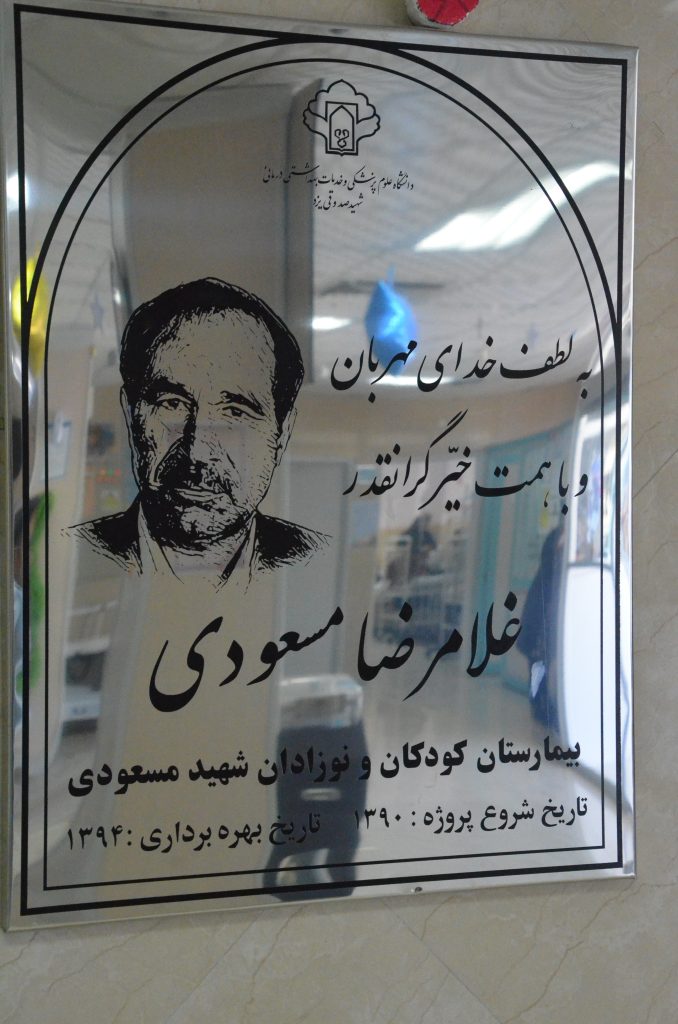 دانشگاه علوم پزشکی و خدمات بهداشتی درمانی
شهید صدوقی یزد
به لطف خدای مهربان
و با همت خیّر گرانقدر
غلامرضا مسعودی
بیمارستان کودکان و نوزادان شهید مسعودی
تاریخ شروع پروژه : ۱۳۹۰
تاریخ بهره برداری : ۱۳۹۴